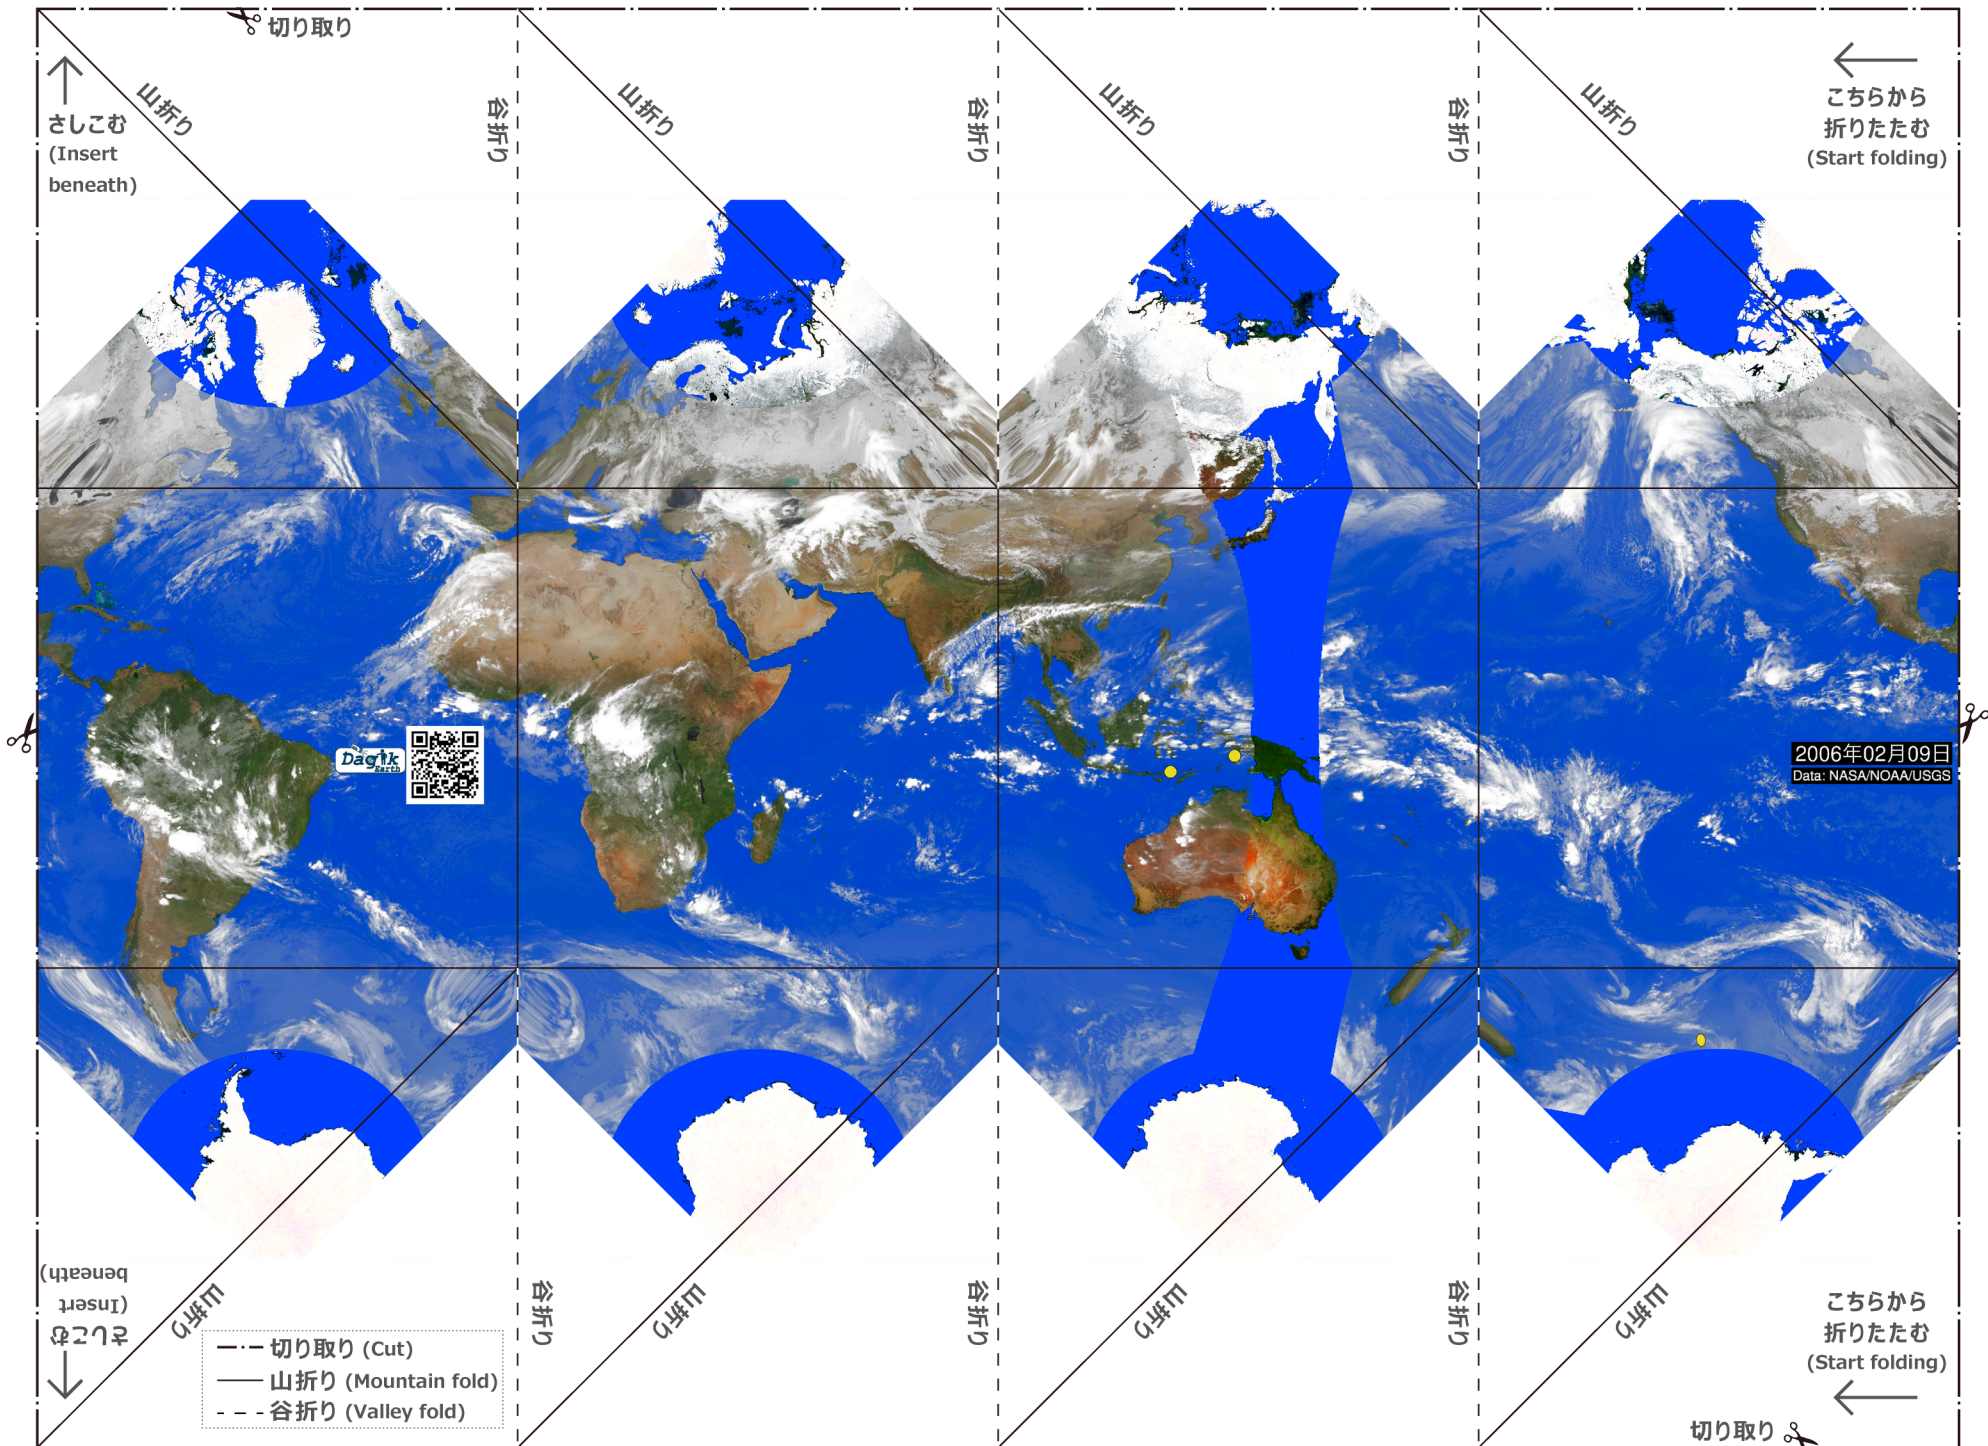 切り取り
さしこむ
(Insert
beneath)
山折り
谷折り
山折り
谷折り
山折り
谷折り
山折り
こちらから
折りたたむ
(Start folding)
Dagik
Earth
2006年02月09日
Data: NASA/NOAA/USGS
さしこむ
(Insert
beneath)
山折り
谷折り
山折り
谷折り
山折り
谷折り
山折り
こちらから
折りたたむ
(Start folding)
切り取り (Cut)
山折り (Mountain fold)
谷折り (Valley fold)
切り取り